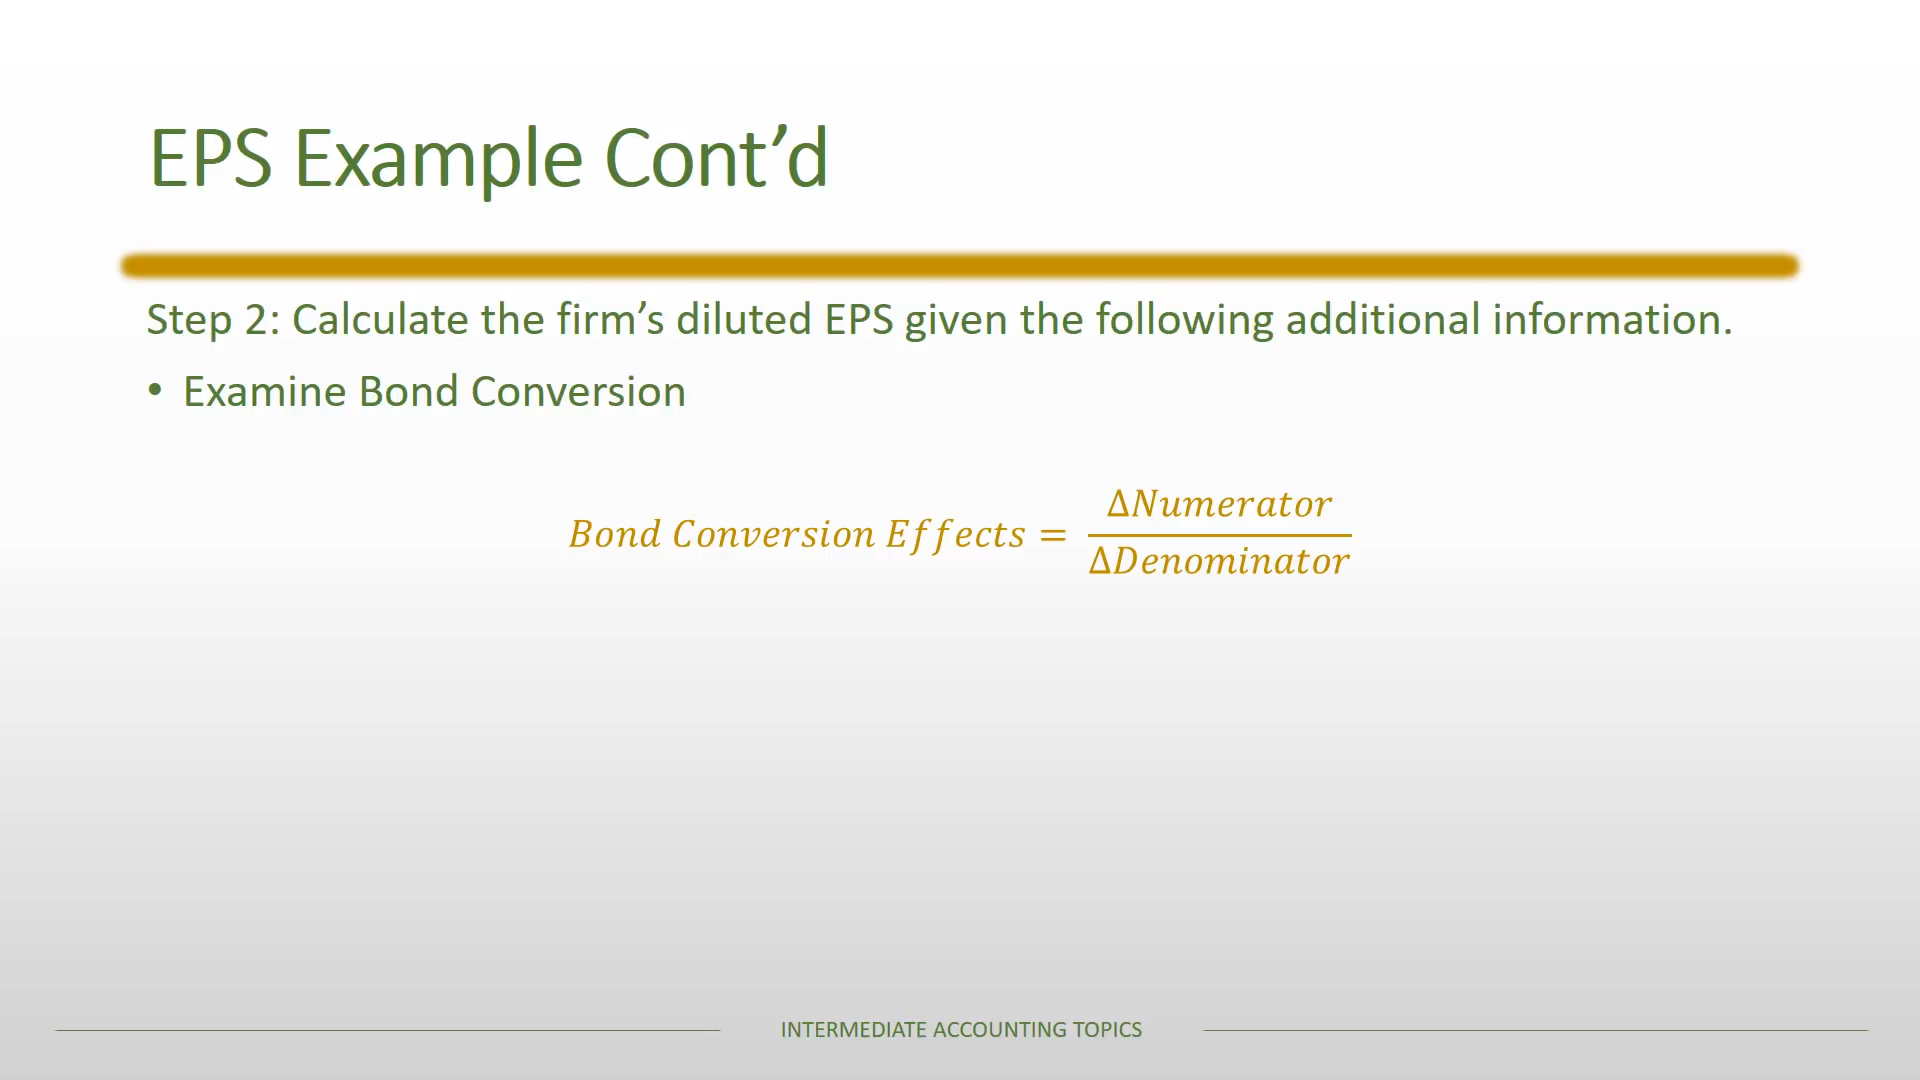 EPS Example Cont’d
Step 2: Calculate the firm’s diluted EPS given the following additional information.
• Examine Bond Conversion
Bond Conversion Effects = ΔNumerator
ΔDenominator
INTERMEDIATE ACCOUNTING TOPICS